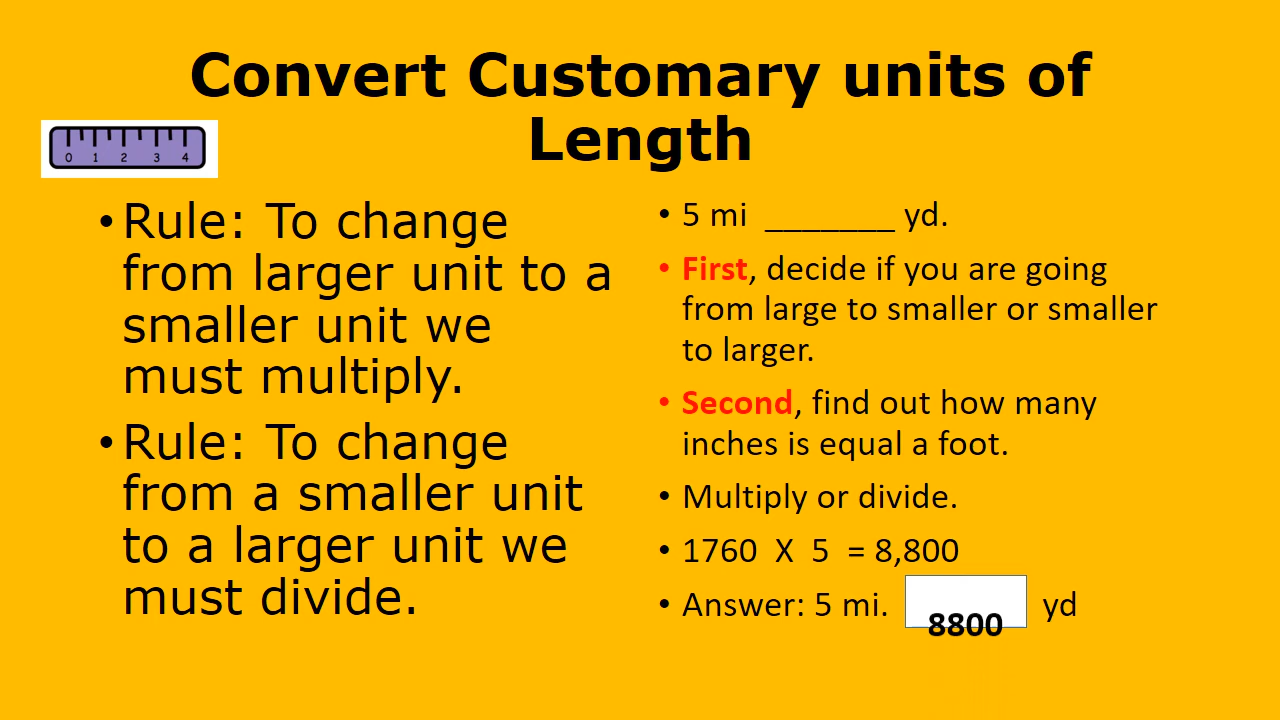 Convert Customary units of
Length
0 1 2 3 4
• Rule: To change
from larger unit to a
smaller unit we
must multiply.
• Rule: To change
from a smaller unit
to a larger unit we
must divide.
• 5 mi _______ yd.
• First, decide if you are going
from large to smaller or smaller
to larger.
• Second, find out how many
inches is equal a foot.
• Multiply or divide.
• 1760 X 5 = 8,800
• Answer: 5 mi. 8800 yd